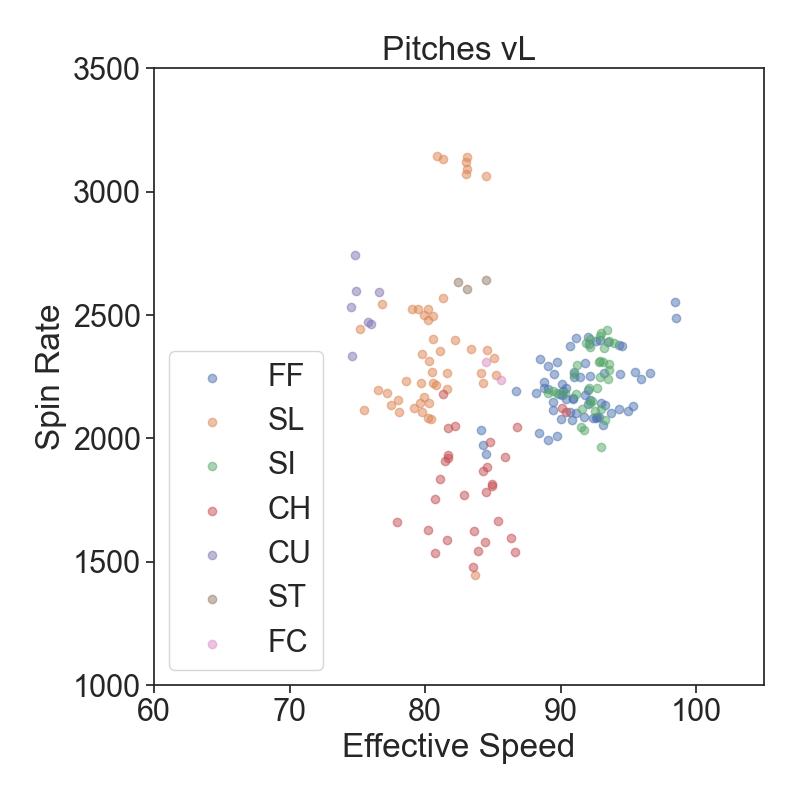 Pitches vL
3500
3000
2500
2000
1500
1000
Spin Rate
FF
SL
SI
CH
CU
ST
FC
60 70 80 90 100
Effective Speed